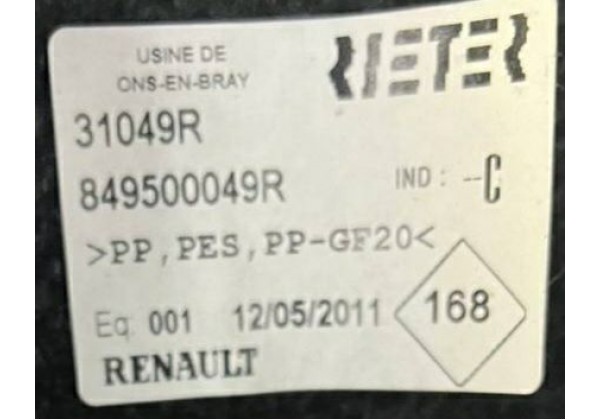 USINE DE
ONS-EN-BRAY
RIETER
31049R
849500049R
IND : --C
>PP,PES,PP-GF20<
Eq 001 12/05/2011 168
RENAULT